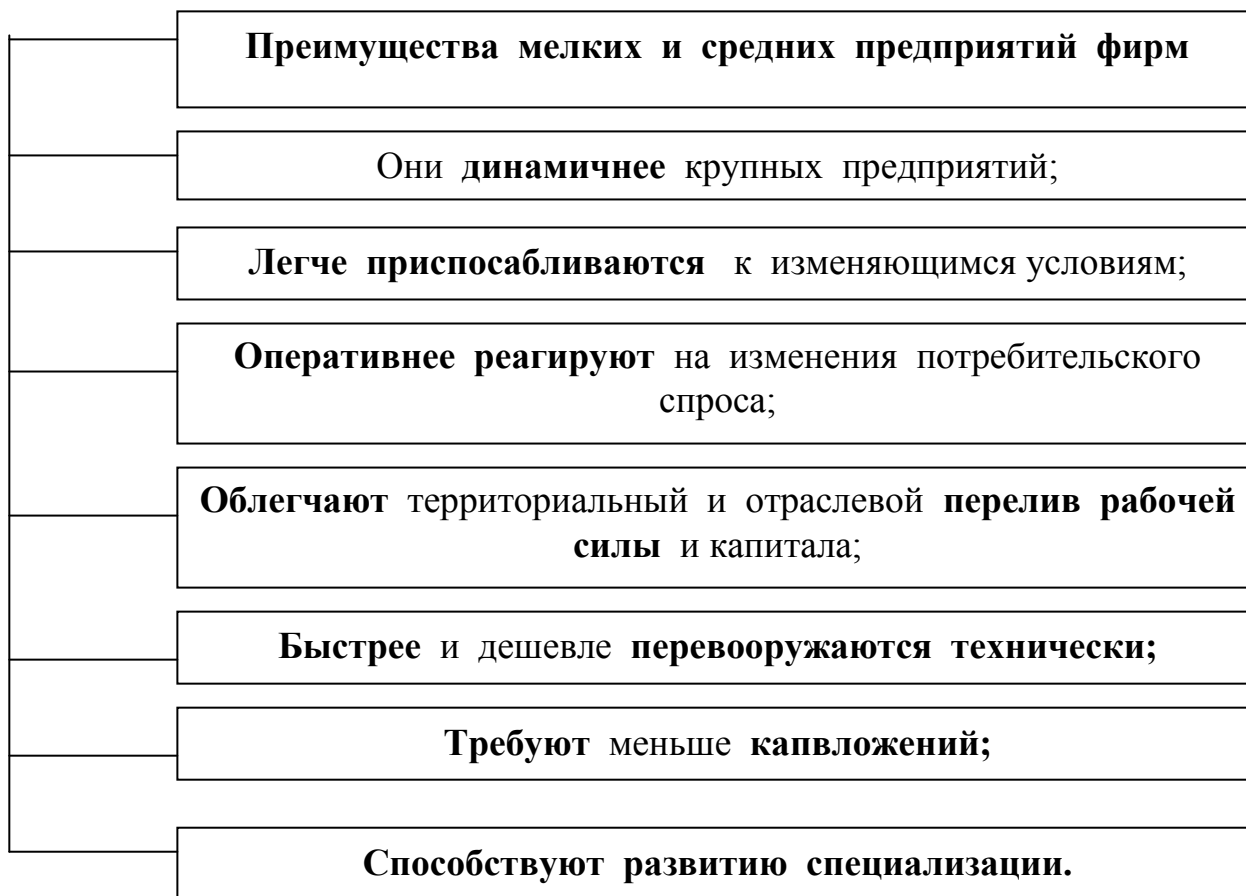 Преимущества мелких и средних предприятий фирм
Они динамичнее крупных предприятий;
Легче приспосабливаются к изменяющимся условиям;
Оперативнее реагируют на изменения потребительского
спроса;
Облегчают территориальный и отраслевой перелив рабочей
силы и капитала;
Быстрее и дешевле перевооружаются технически;
Требуют меньше капвложений;
Способствуют развитию специализации.